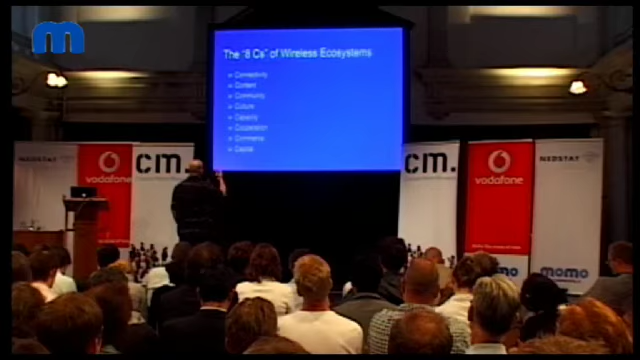 m
The "8 Cs" of Wireless Ecosystems
Connectivity
Content
Community
Culture
Capacity
Cooperation
Commerce
Capital
NEDSTAT
vodafone
cm.
cm.
vodafone
NEDSTAT
momo
mo